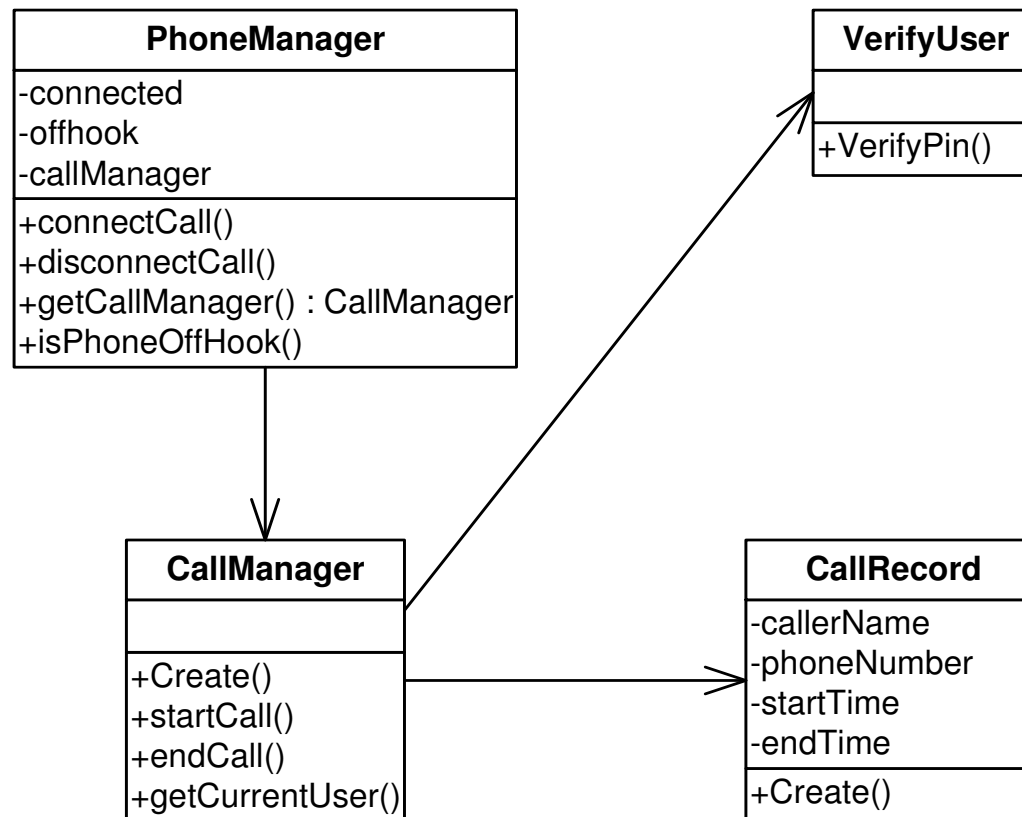 PhoneManager
-connected
-offhook
-callManager
+connectCall()
+disconnectCall()
+getCallManager() : CallManager
+isPhoneOffHook()
VerifyUser
+VerifyPin()
CallManager
+Create()
+startCall()
+endCall()
+getCurrentUser()
CallRecord
-callerName
-phoneNumber
-startTime
-endTime
+Create()